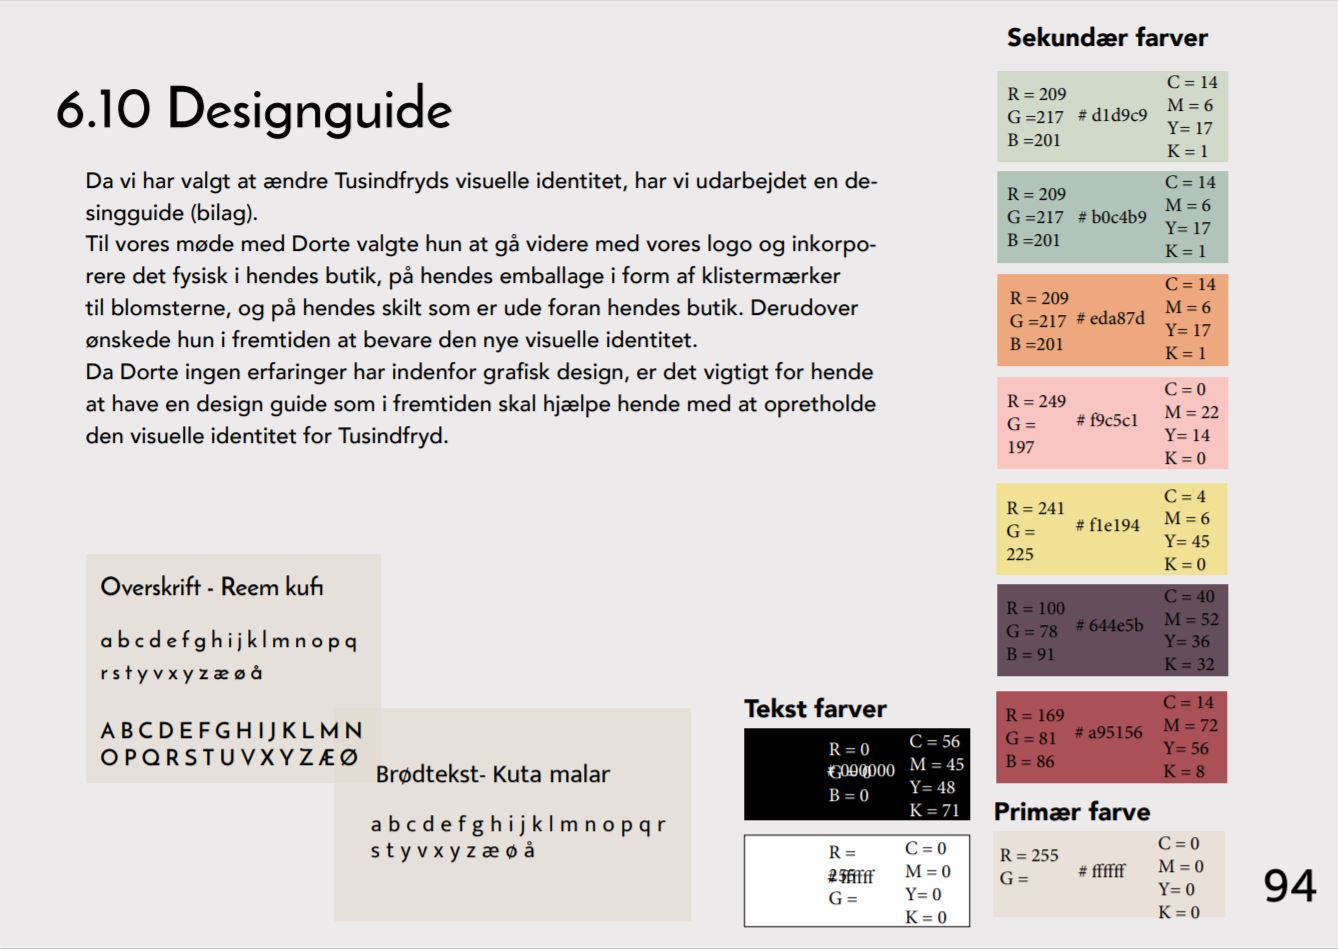 6.10 Designguide
Da vi har valgt at ændre Tusindfryds visuelle identitet, har vi udarbejdet en de-
singguide (bilag).
Til vores møde med Dorte valgte hun at gå videre med vores logo og inkorpo-
rere det fysisk i hendes butik, på hendes emballage i form af klistermærker
til blomsterne, og på hendes skilt som er ude foran hendes butik. Derudover
ønskede hun i fremtiden at bevare den nye visuelle identitet.
Da Dorte ingen erfaringer har indenfor grafisk design, er det vigtigt for hende
at have en design guide som i fremtiden skal hjælpe hende med at opretholde
den visuelle identitet for Tusindfryd.
Overskrift - Reem kufi
a b c d e f g h i j k l m n o p q
r s t y v x y z æ ø å
A B C D E F G H I J K L M N
O P Q R S T U V X Y Z Æ Ø
Brødtekst- Kuta malar
a b c d e f g h i j k l m n o p q r
s t y v x y z æ ø å
Tekst farver
R = 0
G = 0
B = 0
# 000000
C = 56
M = 45
Y= 48
K = 71
R =
255
G =
# ffffff
C = 0
M = 0
Y= 0
K = 0
Sekundær farver
R = 209
G =217
B =201
# d1d9c9
C = 14
M = 6
Y= 17
K = 1
R = 209
G =217
B =201
# b0c4b9
C = 14
M = 6
Y= 17
K = 1
R = 209
G =217
B =201
# eda87d
C = 14
M = 6
Y= 17
K = 1
R = 249
G =
197
# f9c5c1
C = 0
M = 22
Y= 14
K = 0
R = 241
G =
225
# f1e194
C = 4
M = 6
Y= 45
K = 0
R = 100
G = 78
B = 91
# 644e5b
C = 40
M = 52
Y= 36
K = 32
R = 169
G = 81
B = 86
# a95156
C = 14
M = 72
Y= 56
K = 8
Primær farve
R = 255
G =
# ffffff
C = 0
M = 0
Y= 0
K = 0
94